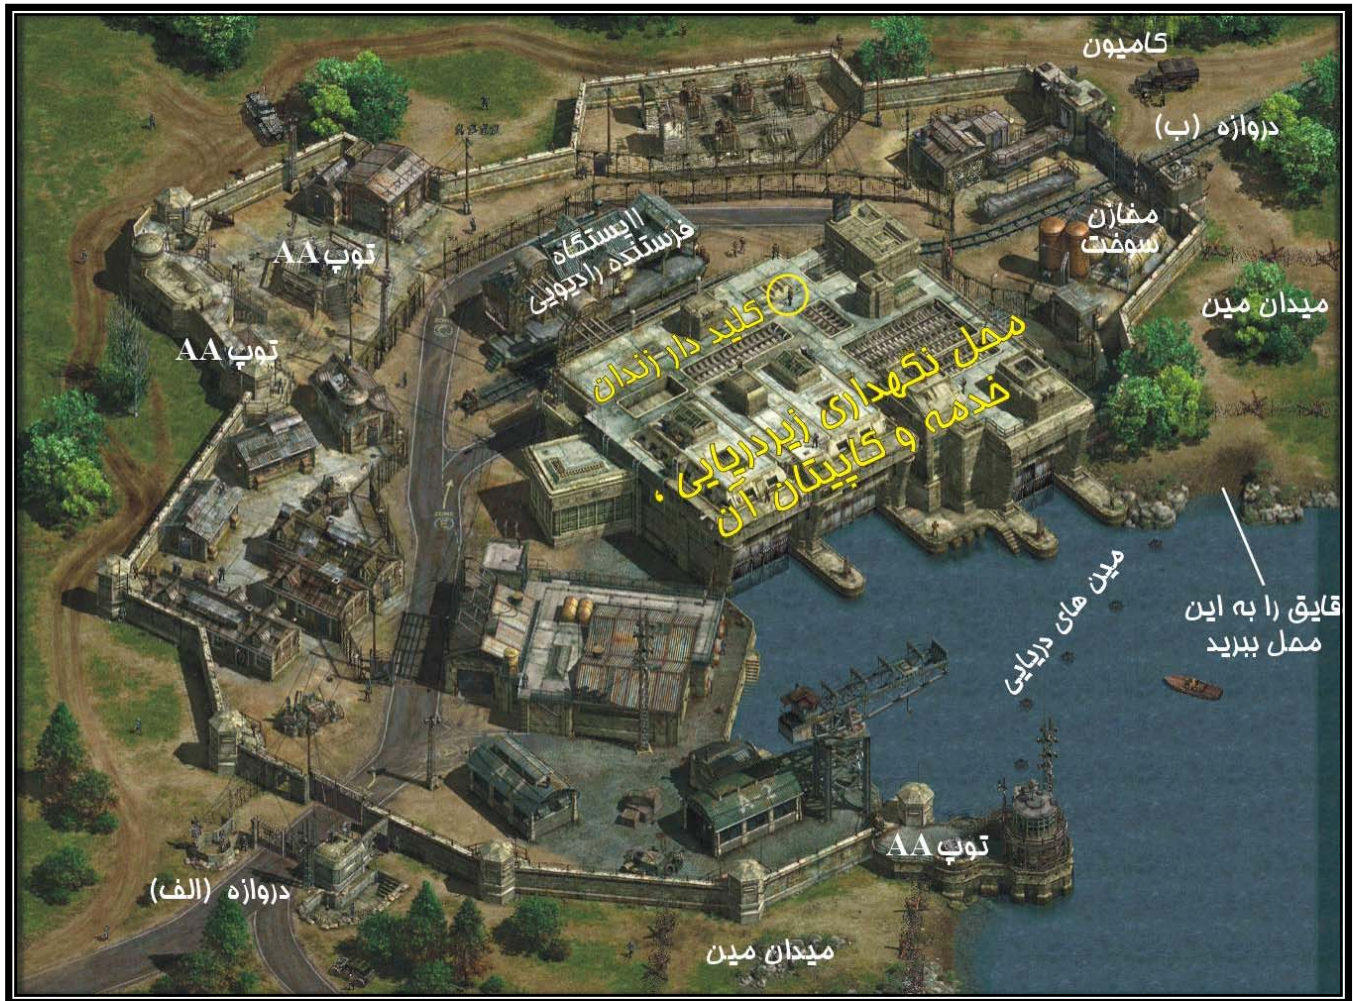 کامیون
دروازه (ب)
مخازن
سوخت
میدان مین
توپ AA
ایستگاه
فرستنده رادیویی
توپ AA
کلید دار زندان
محل نگهداری زیردریایی ،
خدمه و کاپیتان آن
مین های دریایی
قایق را به این
محل ببرید
توپ AA
دروازه (الف)
میدان مین